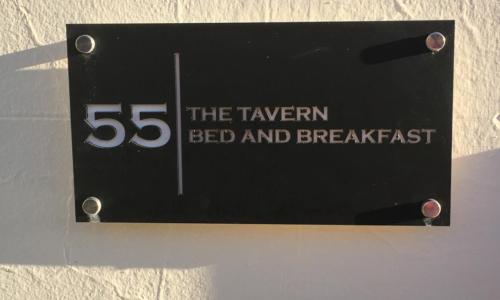 55
THE TAVERN
BED AND BREAKFAST